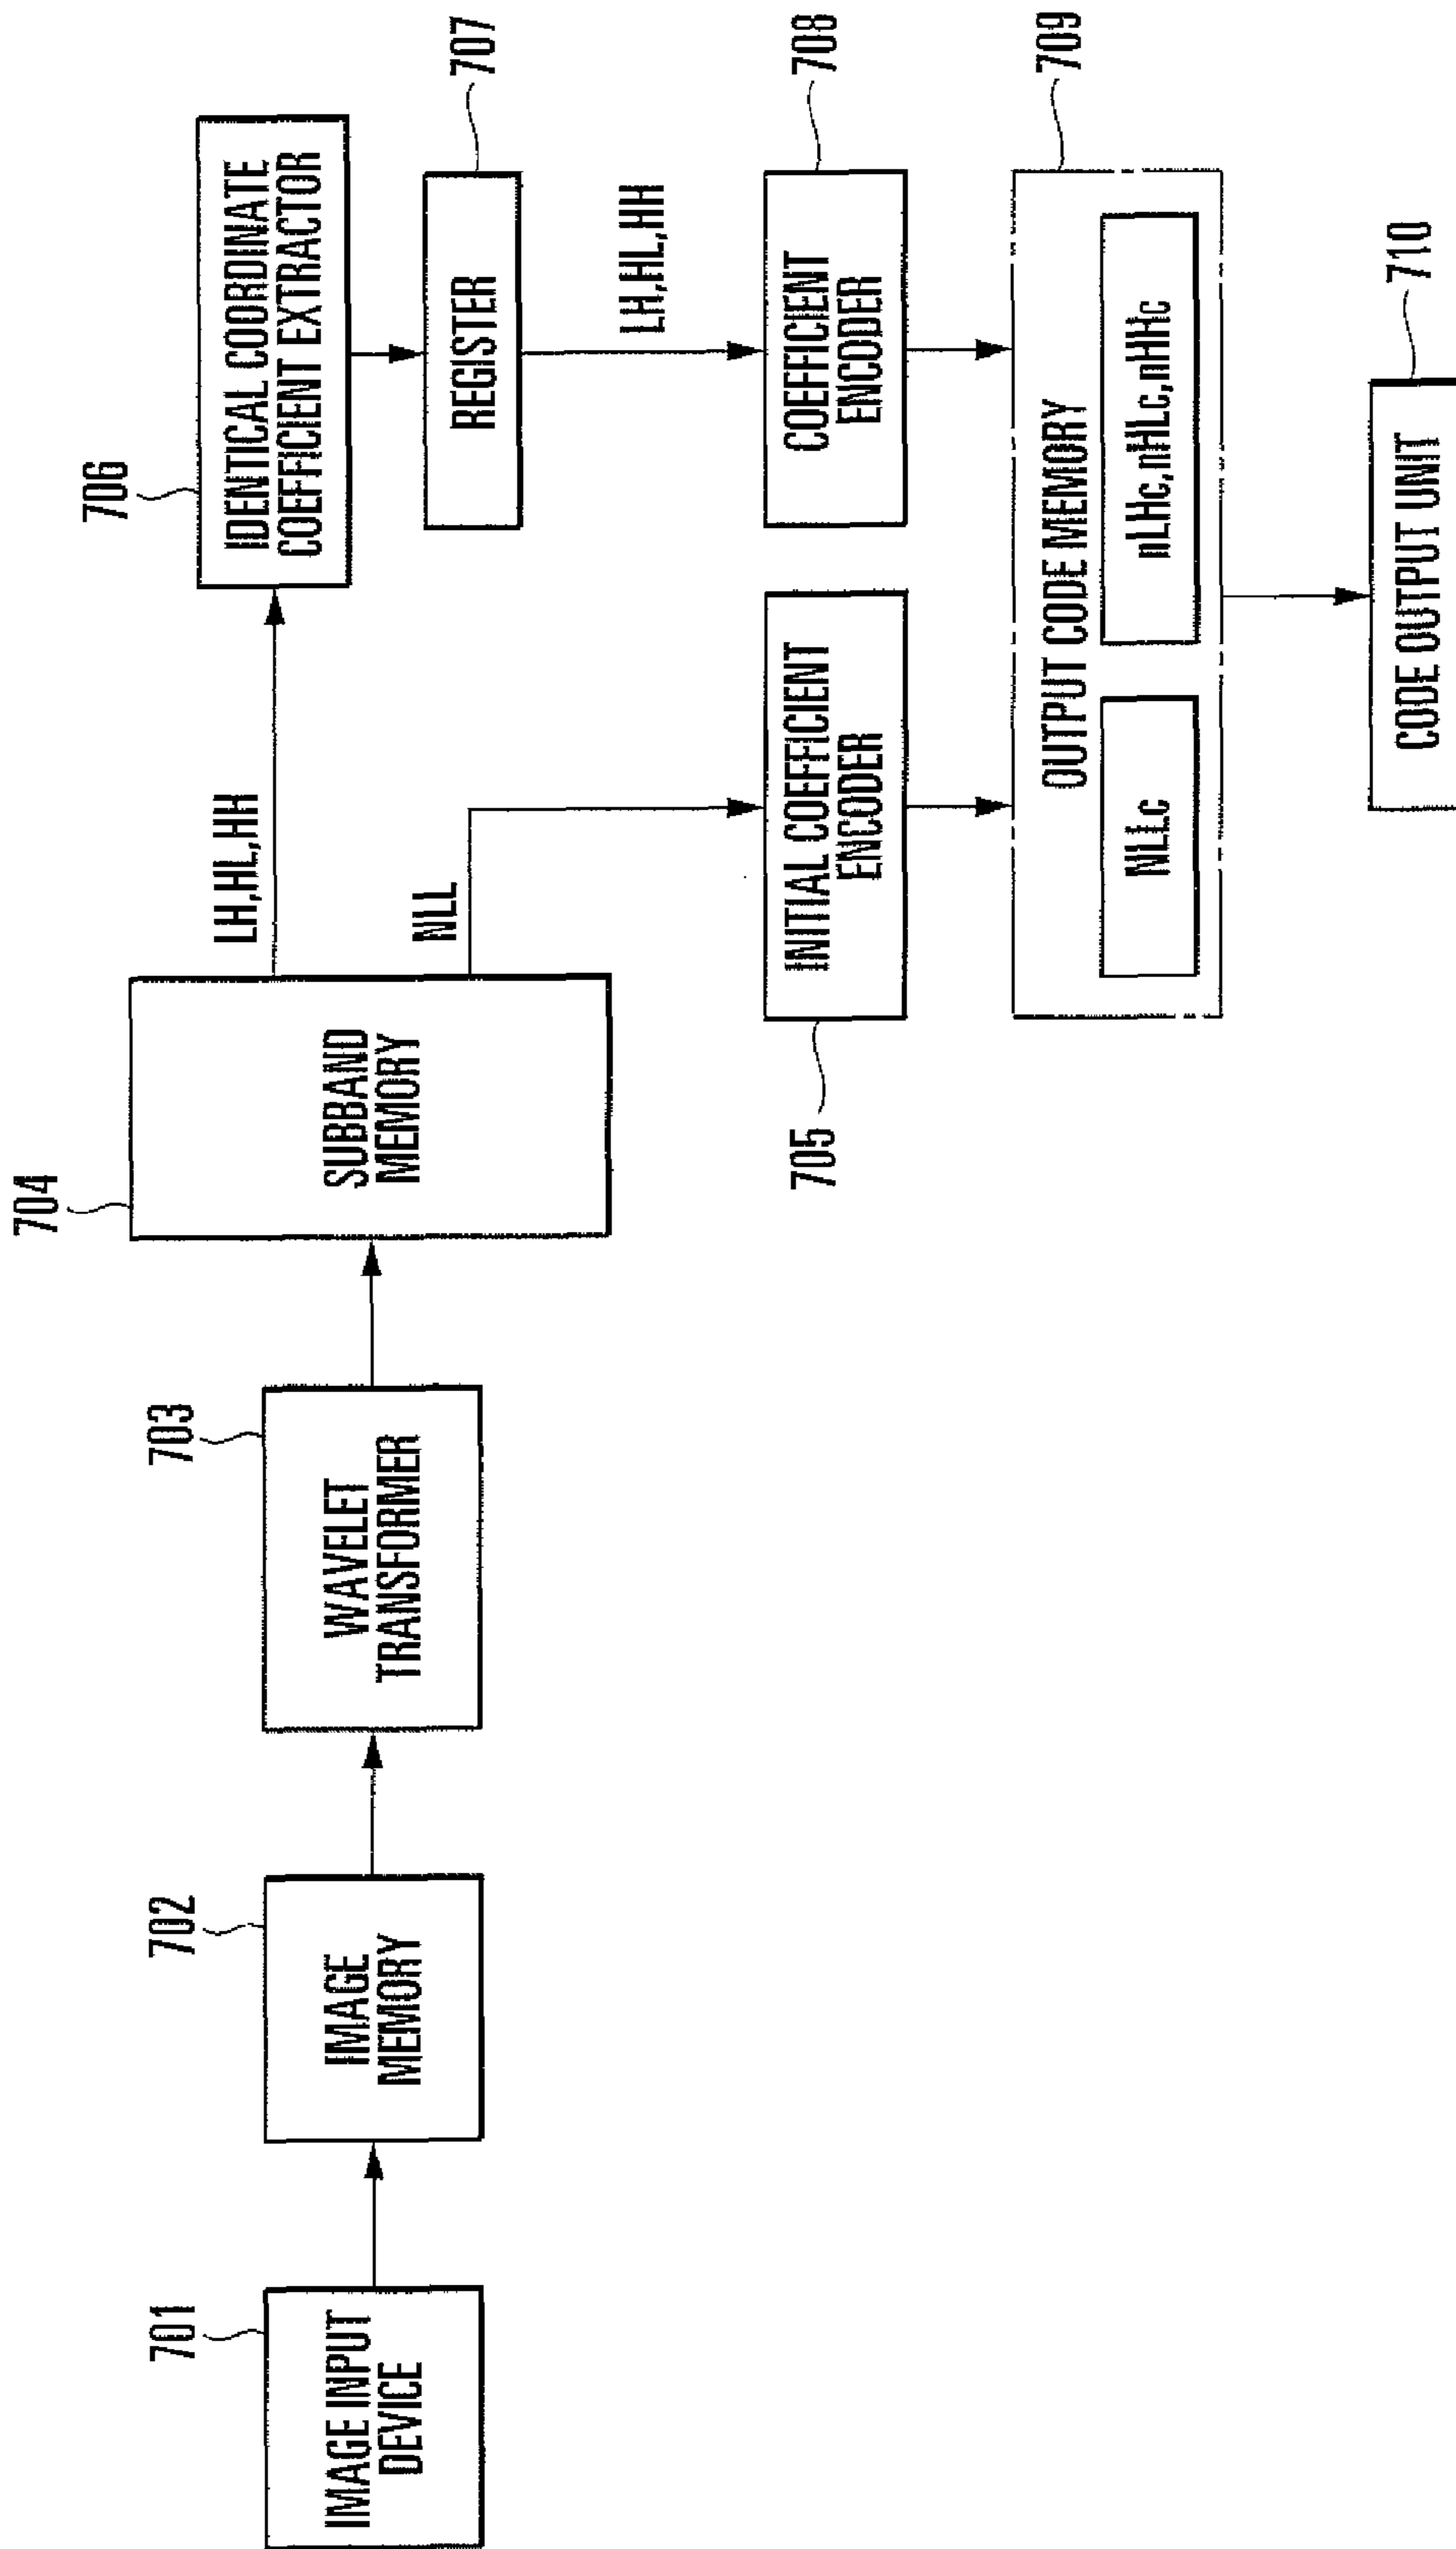 701
IMAGE INPUT
DEVICE
702
IMAGE
MEMORY
703
WAVELET
TRANSFORMER
704
SUBBAND
MEMORY
LH,HL,HH
NLL
706
IDENTICAL COORDINATE
COEFFICIENT EXTRACTOR
707
REGISTER
LH,HL,HH
705
INITIAL COEFFICIENT
ENCODER
708
COEFFICIENT
ENCODER
709
OUTPUT CODE MEMORY
NLLc
nLHc,nHLc,nHHc
710
CODE OUTPUT UNIT